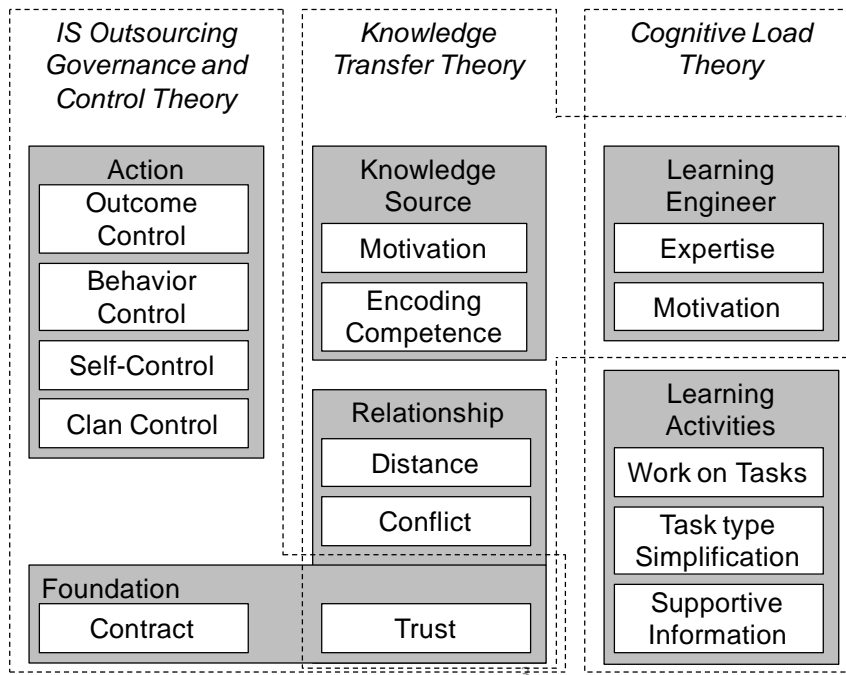 IS Outsourcing
Governance and
Control Theory
Knowledge
Transfer Theory
Cognitive Load
Theory
Action
Outcome
Control
Behavior
Control
Self-Control
Clan Control
Knowledge
Source
Motivation
Encoding
Competence
Relationship
Distance
Conflict
Learning
Engineer
Expertise
Motivation
Learning
Activities
Work on Tasks
Task type
Simplification
Supportive
Information
Foundation
Contract
Trust